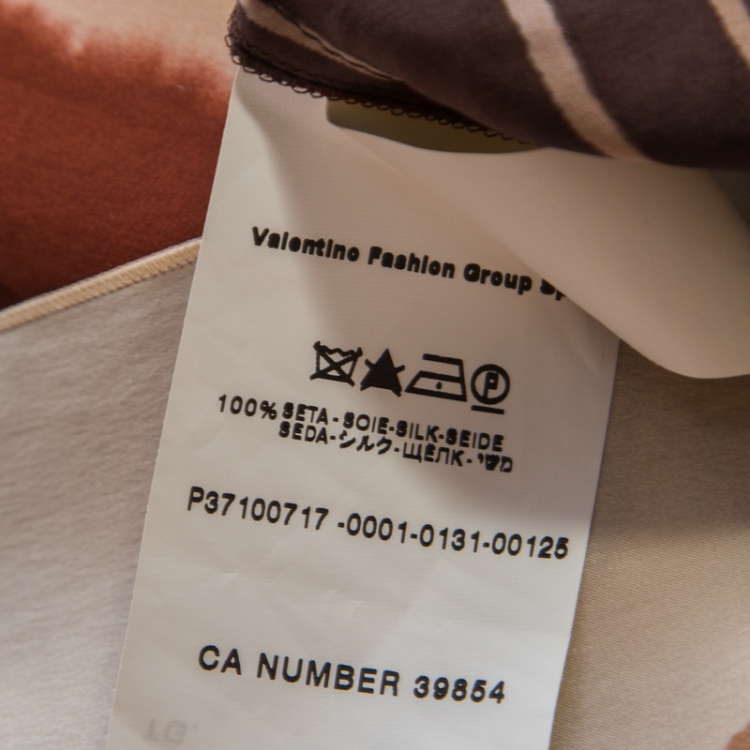 Valentino Fashion Group Sp
100% SETA-SOIE-SILK-SEIDE
SEDA-シルク-ЩЁЛК-משי
P37100717 -0001-0131-00125
CA NUMBER 39854